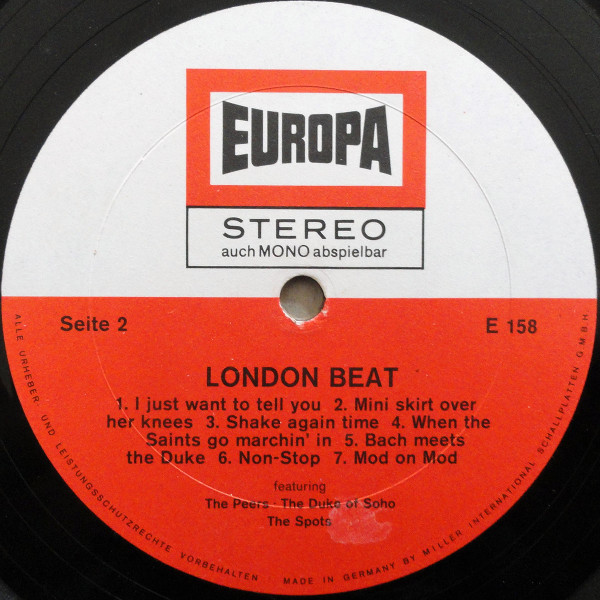 EUROPA
STEREO
auch MONO abspielbar
Seite 2
E 158
LONDON BEAT
1. I just want to tell you 2. Mini skirt over
her knees 3. Shake again time 4. When the
Saints go marchin' in 5. Bach meets
the Duke 6. Non-Stop 7. Mod on Mod
featuring
The Peers · The Duke of Soho
The Spots
ALLE URHEBER- UND LEISTUNGSSCHUTZRECHTE VORBEHALTEN · MADE IN GERMANY BY MILLER INTERNATIONAL SCHALLPLATTEN G.M.B.H.